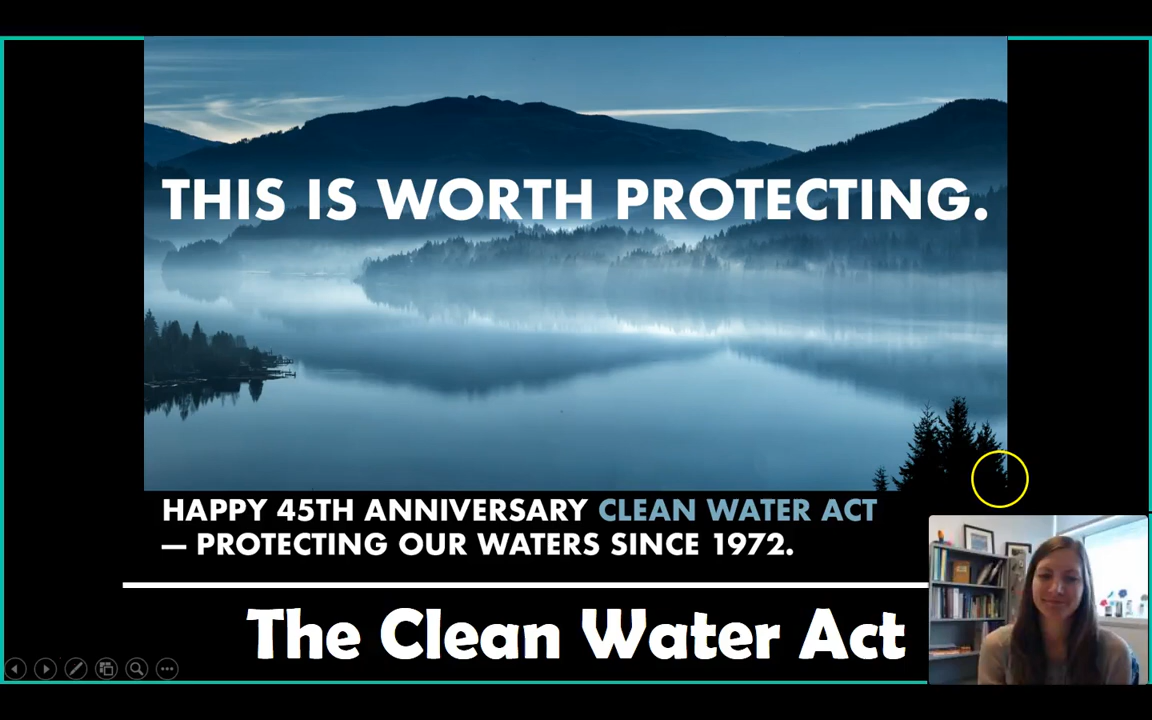 THIS IS WORTH PROTECTING.
HAPPY 45TH ANNIVERSARY CLEAN WATER ACT
— PROTECTING OUR WATERS SINCE 1972.
The Clean Water Act